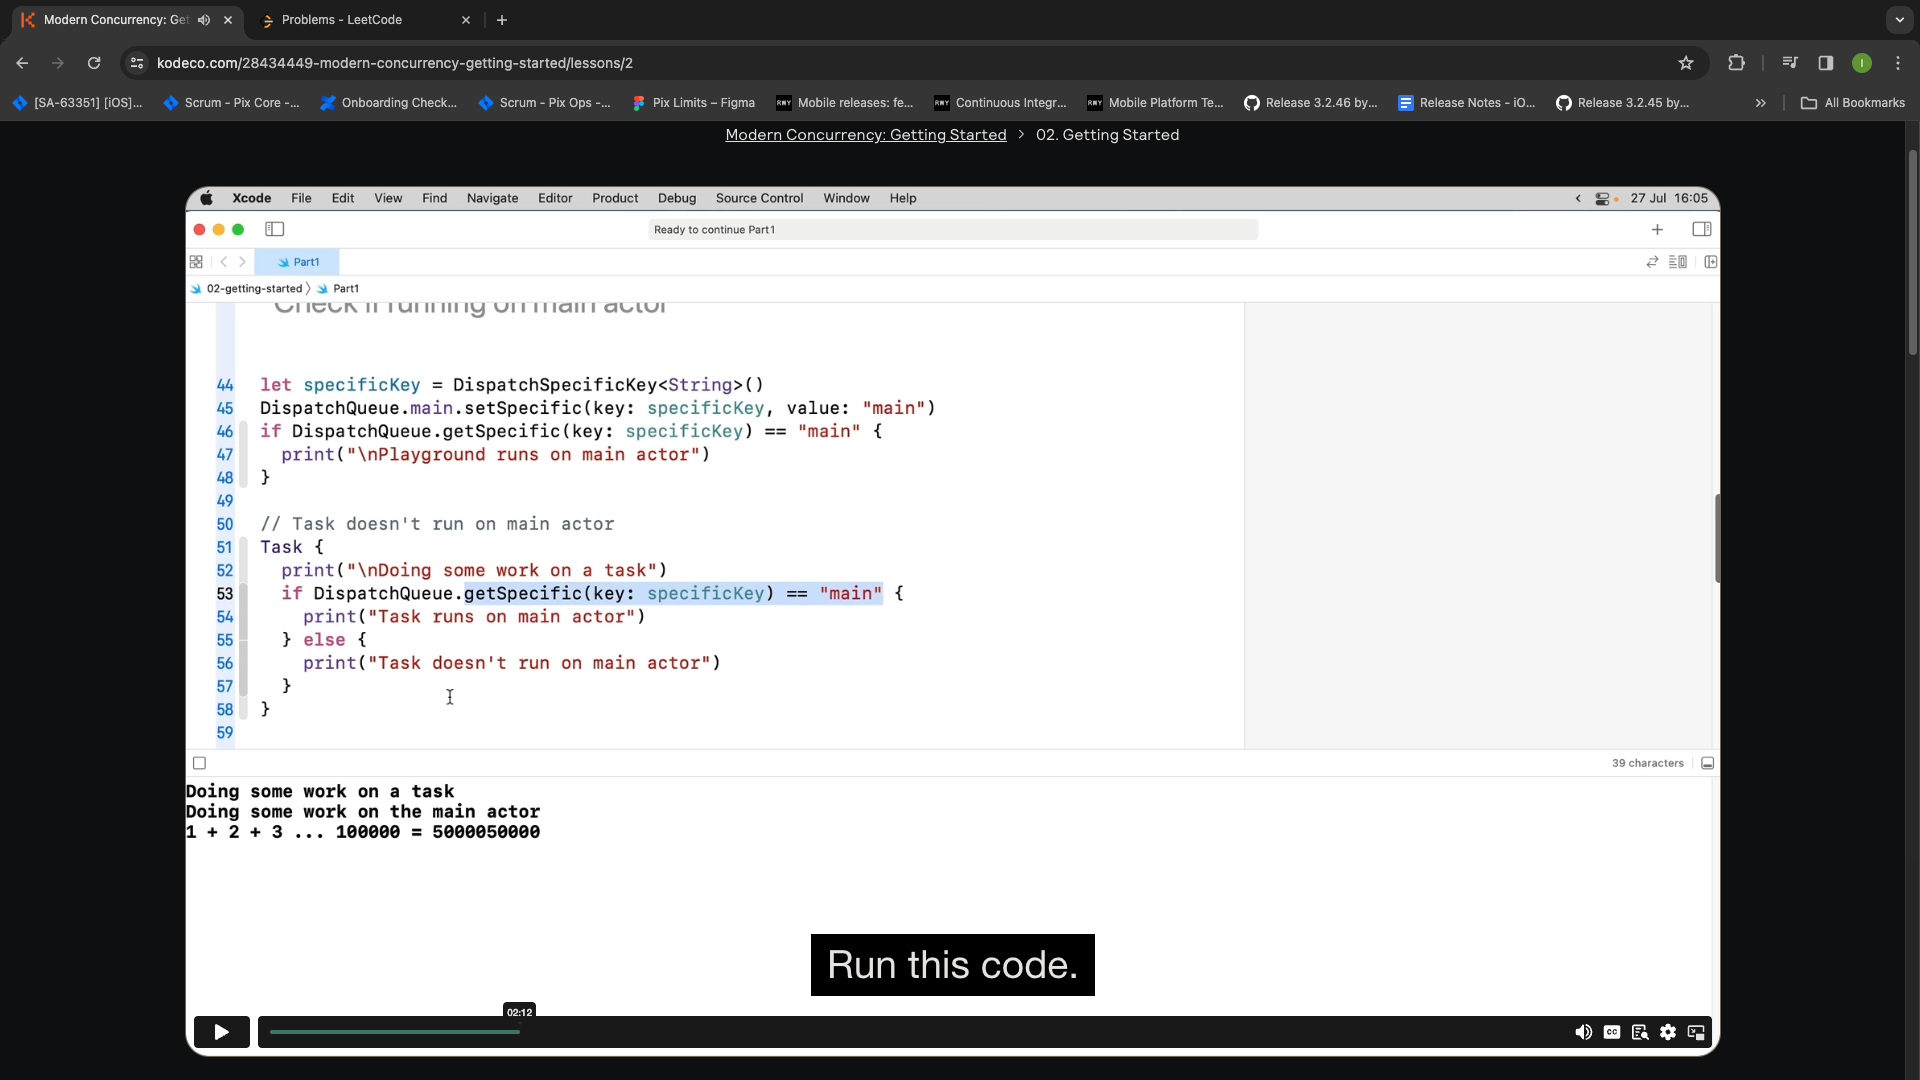 Modern Concurrency: Get
Problems - LeetCode
kodeco.com/28434449-modern-concurrency-getting-started/lessons/2
I
[SA-63351] [iOS]...
Scrum - Pix Core -...
Onboarding Check...
Scrum - Pix Ops -...
Pix Limits – Figma
Mobile releases: fe...
Continuous Integr...
Mobile Platform Te...
Release 3.2.46 by...
Release Notes - iO...
Release 3.2.45 by...
»
All Bookmarks
Modern Concurrency: Getting Started > 02. Getting Started
Xcode File Edit View Find Navigate Editor Product Debug Source Control Window Help
27 Jul 16:05
Ready to continue Part1
Part1
02-getting-started 〉 Part1
Check if running on main actor
44 let specificKey = DispatchSpecificKey<String>()
45 DispatchQueue.main.setSpecific(key: specificKey, value: "main")
46 if DispatchQueue.getSpecific(key: specificKey) == "main" {
47 print("\nPlayground runs on main actor")
48 }
49
50 // Task doesn't run on main actor
51 Task {
52 print("\nDoing some work on a task")
53 if DispatchQueue.getSpecific(key: specificKey) == "main" {
54 print("Task runs on main actor")
55 } else {
56 print("Task doesn't run on main actor")
57 }
58 }
59
39 characters
Doing some work on a task
Doing some work on the main actor
1 + 2 + 3 ... 100000 = 5000050000
Run this code.
02:12
CC